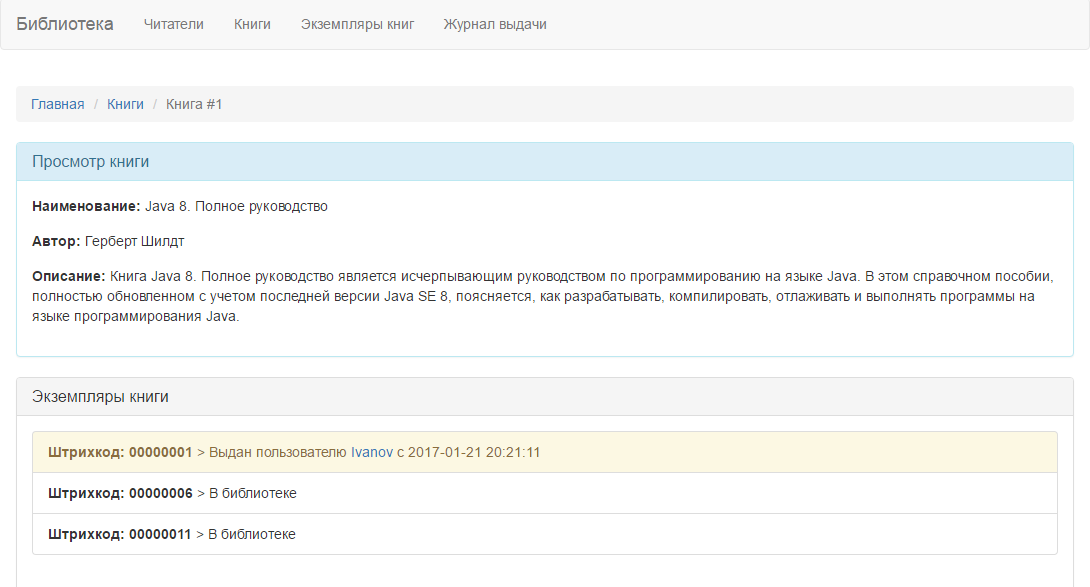 Библиотека Читатели Книги Экземпляры книг Журнал выдачи
Главная / Книги / Книга #1
Просмотр книги
Наименование: Java 8. Полное руководство
Автор: Герберт Шилдт
Описание: Книга Java 8. Полное руководство является исчерпывающим руководством по программированию на языке Java. В этом справочном пособии,
полностью обновленном с учетом последней версии Java SE 8, поясняется, как разрабатывать, компилировать, отлаживать и выполнять программы на
языке программирования Java.
Экземпляры книги
Штрихкод: 00000001 > Выдан пользователю Ivanov с 2017-01-21 20:21:11
Штрихкод: 00000006 > В библиотеке
Штрихкод: 00000011 > В библиотеке